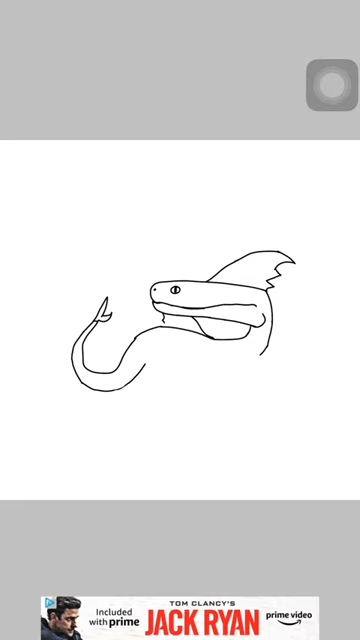 Included
with prime
TOM CLANCY'S
JACK RYAN
prime video